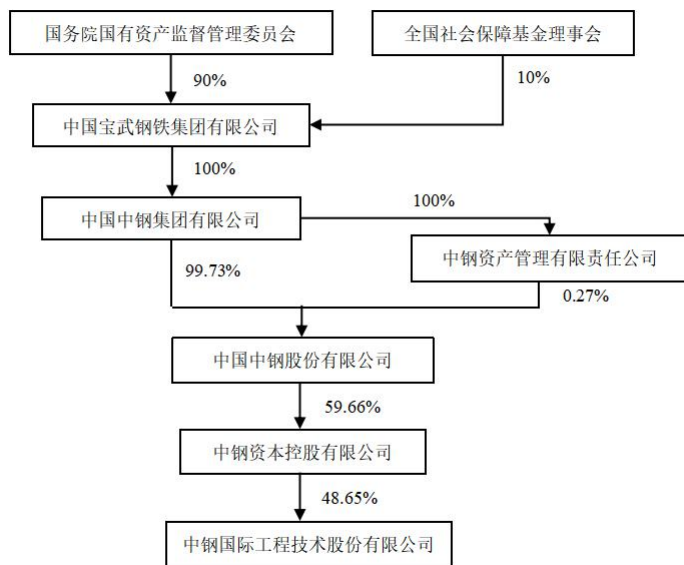 国务院国有资产监督管理委员会
全国社会保障基金理事会
90%
10%
中国宝武钢铁集团有限公司
100%
中国中钢集团有限公司
100%
中钢资产管理有限责任公司
99.73%
0.27%
中国中钢股份有限公司
59.66%
中钢资本控股有限公司
48.65%
中钢国际工程技术股份有限公司